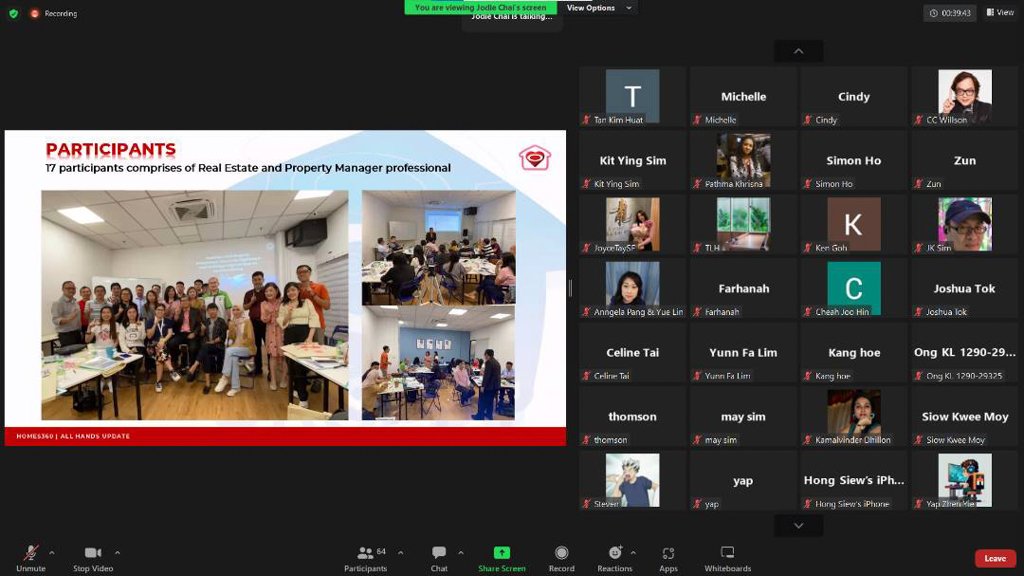 Recording
You are viewing Jodie Chai's screen
View Options
Jodie Chai is talking...
00:39:43
View
PARTICIPANTS
17 participants comprises of Real Estate and Property Manager professional
HOMES360 | ALL HANDS UPDATE
T
Tan Kim Huat
Michelle
Michelle
Cindy
Cindy
CC Willson
Kit Ying Sim
Kit Ying Sim
Pathma Khrisna
Simon Ho
Simon Ho
Zun
Zun
JoyceTaySF
TLH
K
Ken Goh
JK Sim
Anngela Pang & Yue Lin
Farhanah
Farhanah
C
Cheah Joo Hin
Joshua Tok
Joshua Tok
Celine Tai
Celine Tai
Yunn Fa Lim
Yunn Fa Lim
Kang hoe
Kang hoe
Ong KL 1290-29...
Ong KL 1290-29325
thomson
thomson
may sim
may sim
Kamalvinder Dhillon
Siow Kwee Moy
Siow Kwee Moy
Steven
yap
yap
Hong Siew's iPh...
Hong Siew's iPhone
Yap ZhenYie
Unmute
Stop Video
64
Participants
Chat
Share Screen
Record
Reactions
Apps
Whiteboards
Leave